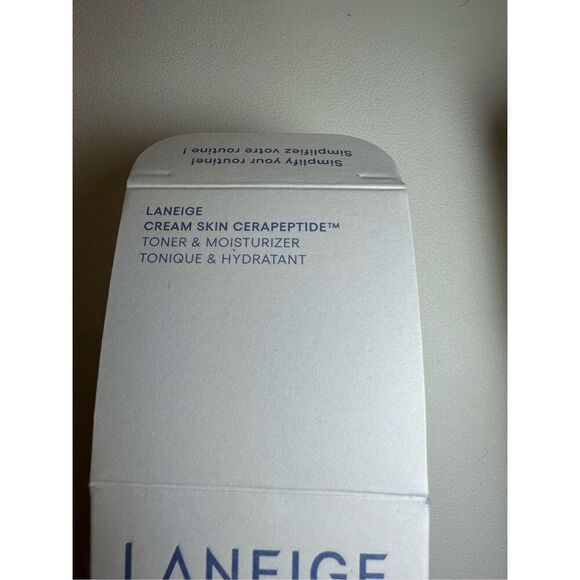 Simplify your routine!
Simplifiez votre routine !
LANEIGE
CREAM SKIN CERAPEPTIDE™
TONER & MOISTURIZER
TONIQUE & HYDRATANT
LANEIGE